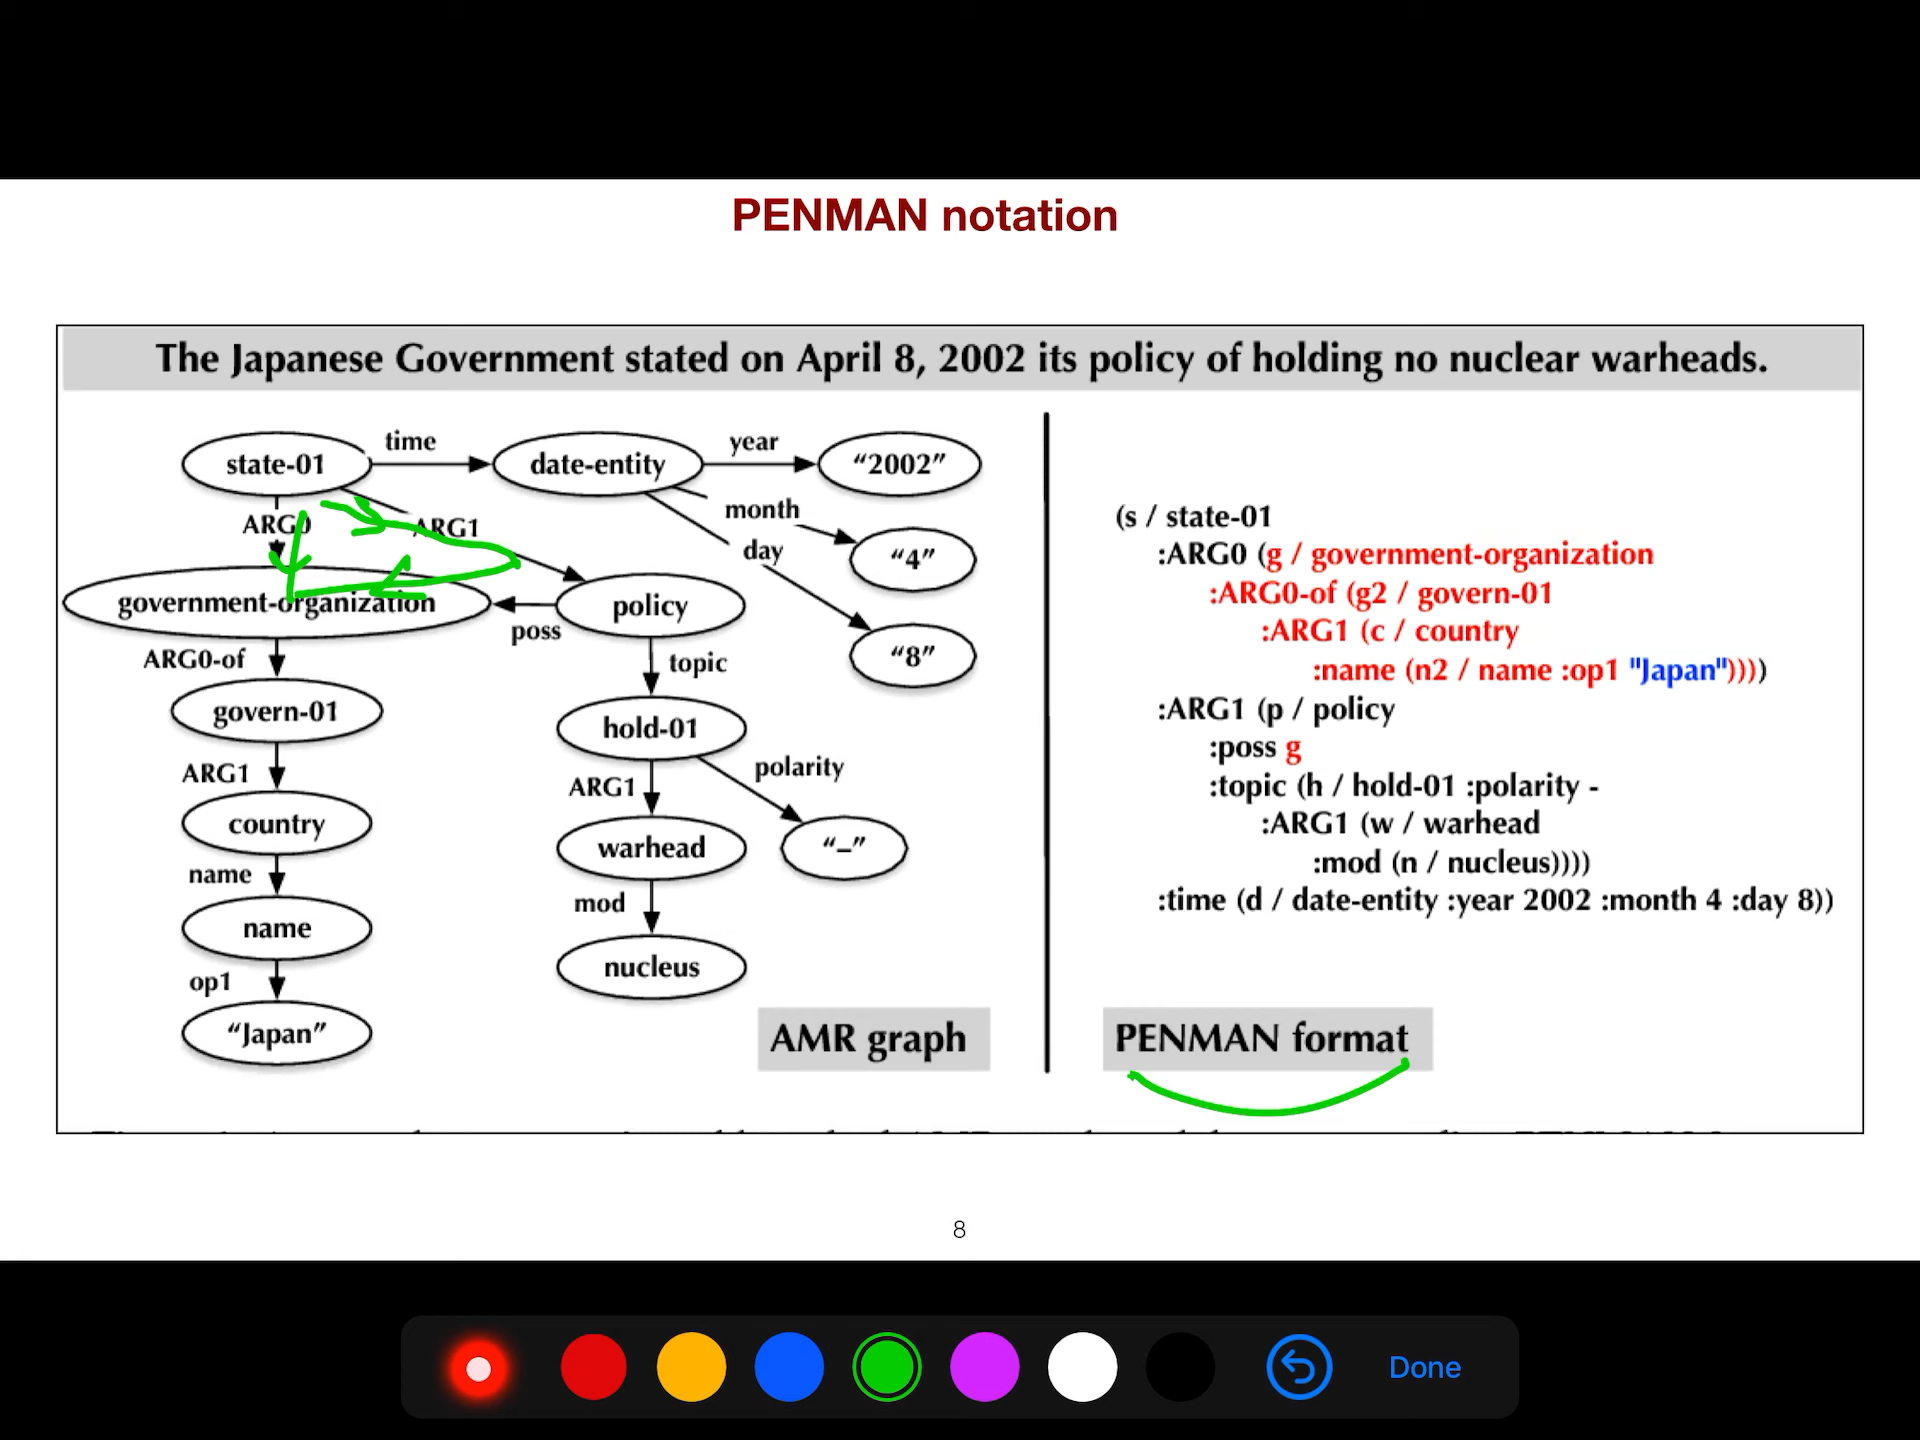 PENMAN notation
The Japanese Government stated on April 8, 2002 its policy of holding no nuclear warheads.
state-01
time
date-entity
year
“2002”
month
“4”
day
“8”
ARG0
ARG1
government-organization
poss
policy
ARG0-of
topic
govern-01
hold-01
ARG1
ARG1
polarity
country
warhead
“–”
name
mod
name
nucleus
op1
“Japan”
AMR graph
(s / state-01
:ARG0 (g / government-organization
:ARG0-of (g2 / govern-01
:ARG1 (c / country
:name (n2 / name :op1 "Japan"))))
:ARG1 (p / policy
:poss g
:topic (h / hold-01 :polarity -
:ARG1 (w / warhead
:mod (n / nucleus))))
:time (d / date-entity :year 2002 :month 4 :day 8))
PENMAN format
8
Done